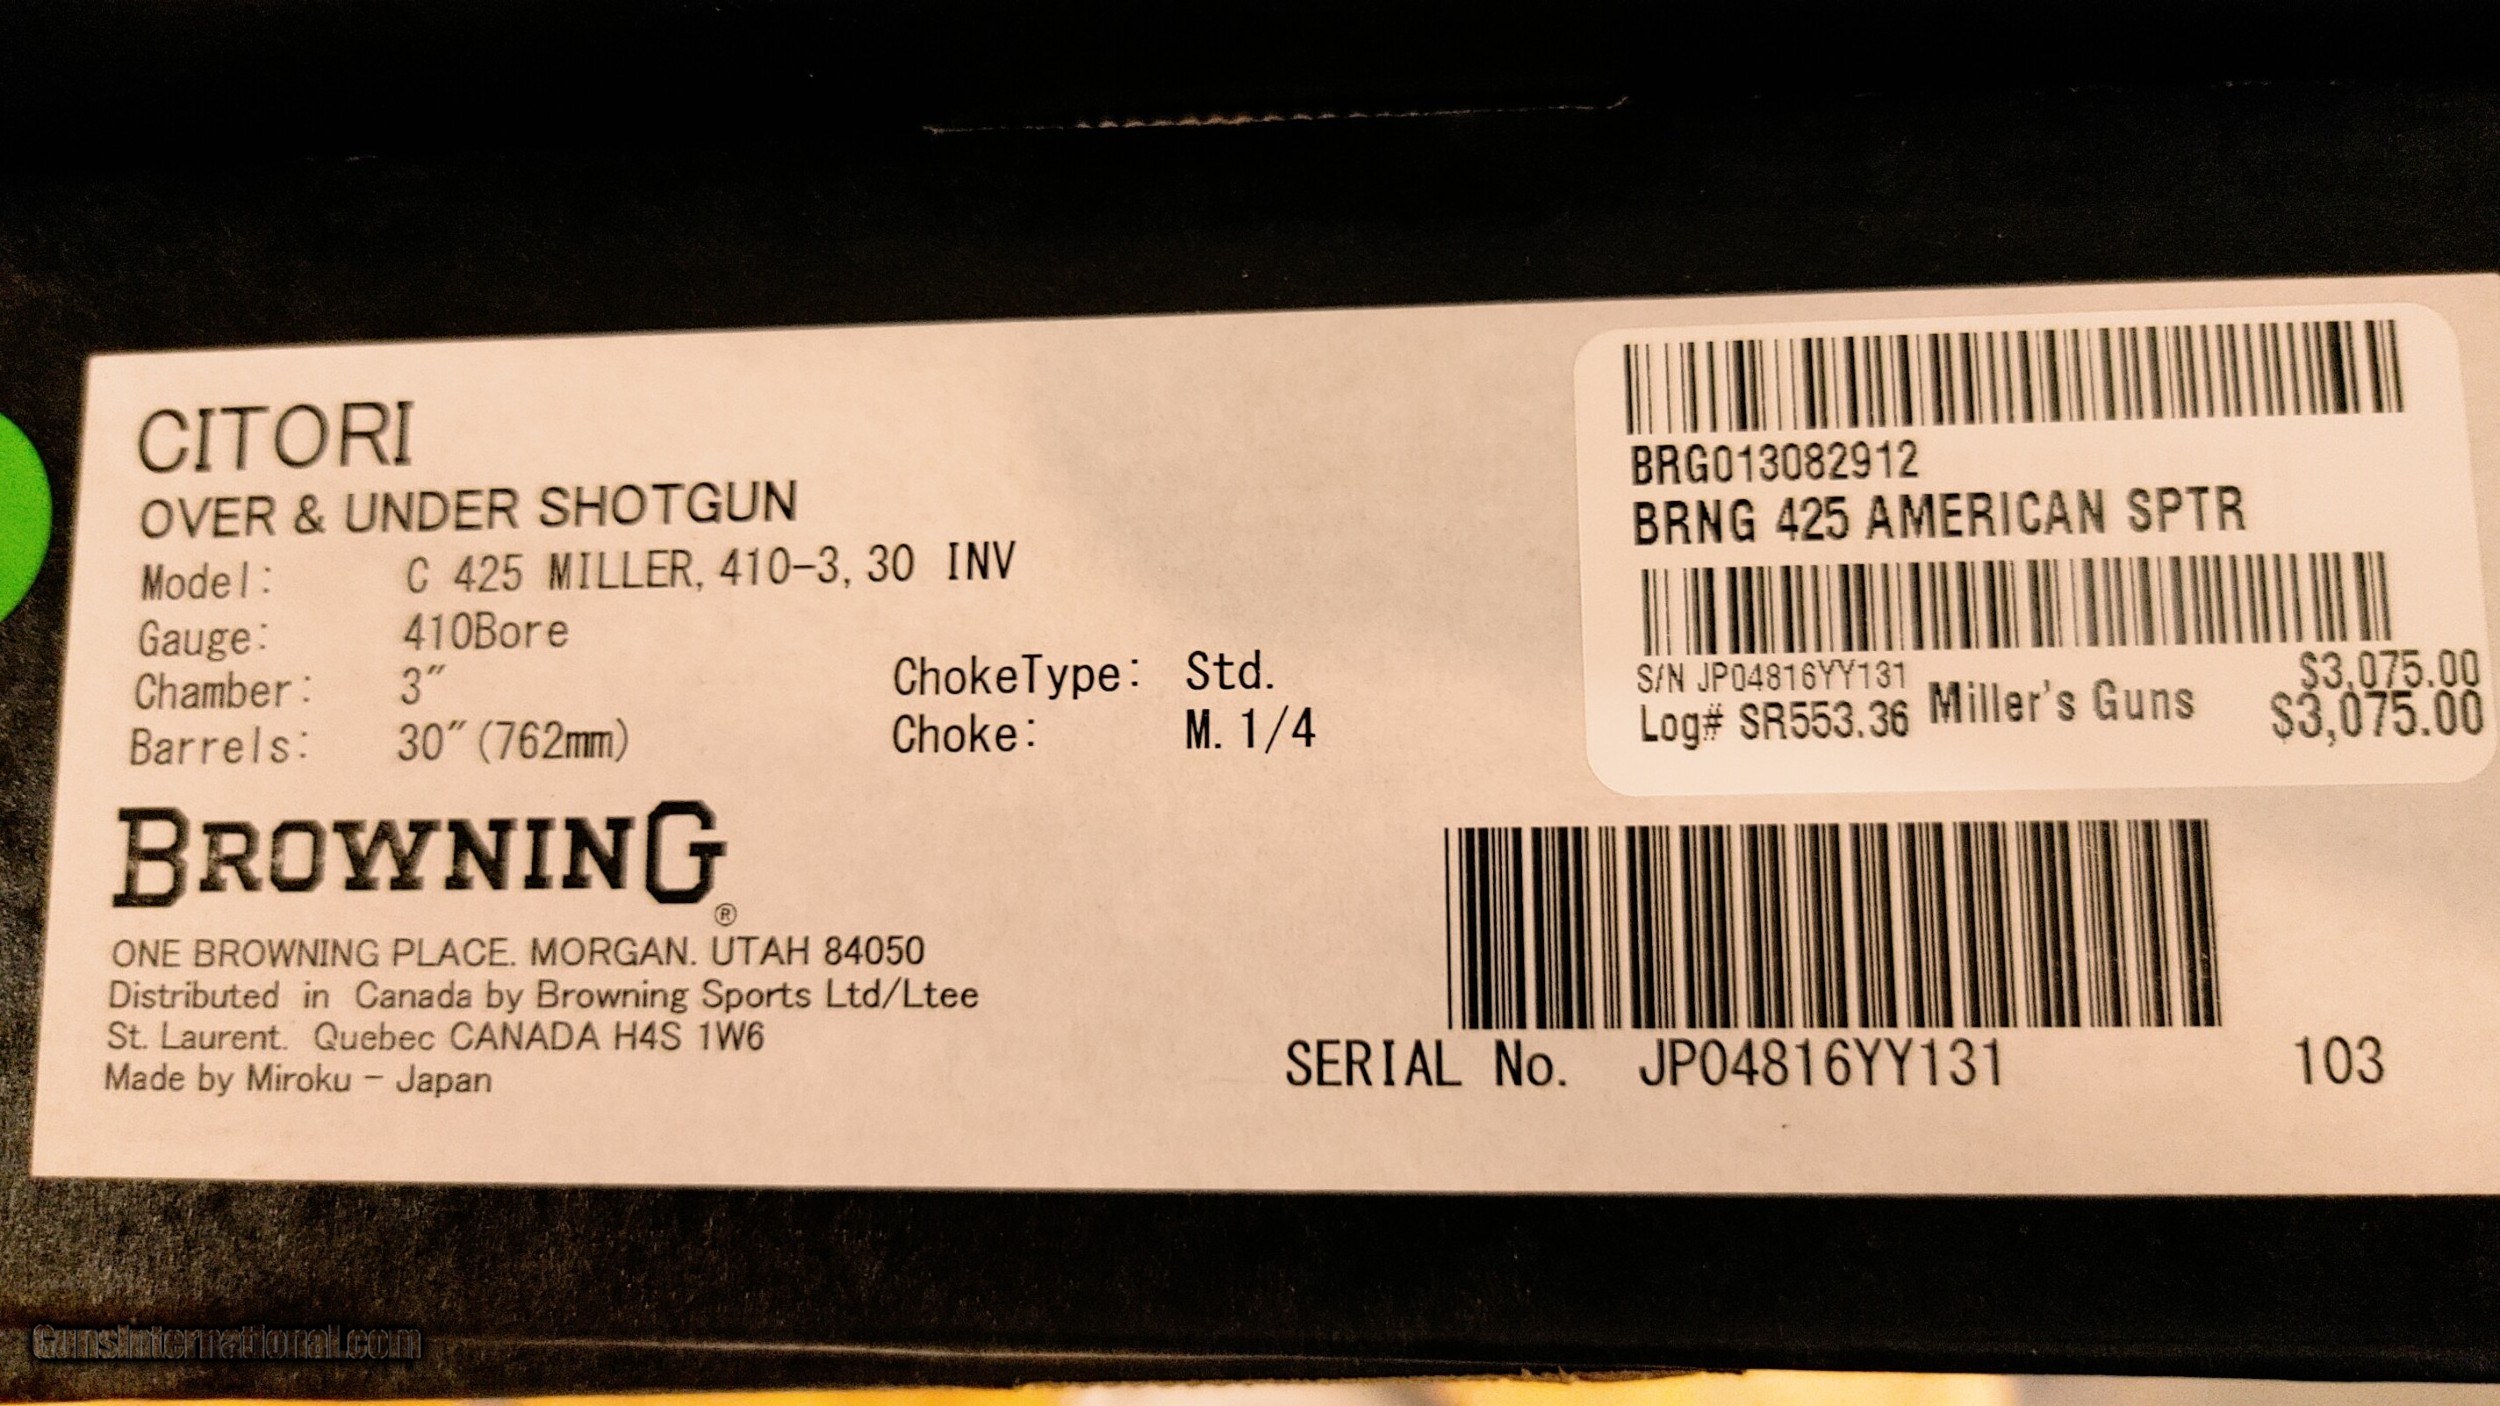 CITORI
OVER & UNDER SHOTGUN
Model: C 425 MILLER, 410-3, 30 INV
Gauge: 410Bore
Chamber: 3"
Barrels: 30"(762mm)
ChokeType: Std.
Choke: M. 1/4
BROWNING®
ONE BROWNING PLACE. MORGAN. UTAH 84050
Distributed in Canada by Browning Sports Ltd/Ltee
St. Laurent. Quebec CANADA H4S 1W6
Made by Miroku - Japan
BRG013082912
BRNG 425 AMERICAN SPTR
S/N JP04816YY131
$3,075.00
Log# SR553.36 Miller's Guns $3,075.00
SERIAL No. JP04816YY131 103
GunsInternational.com